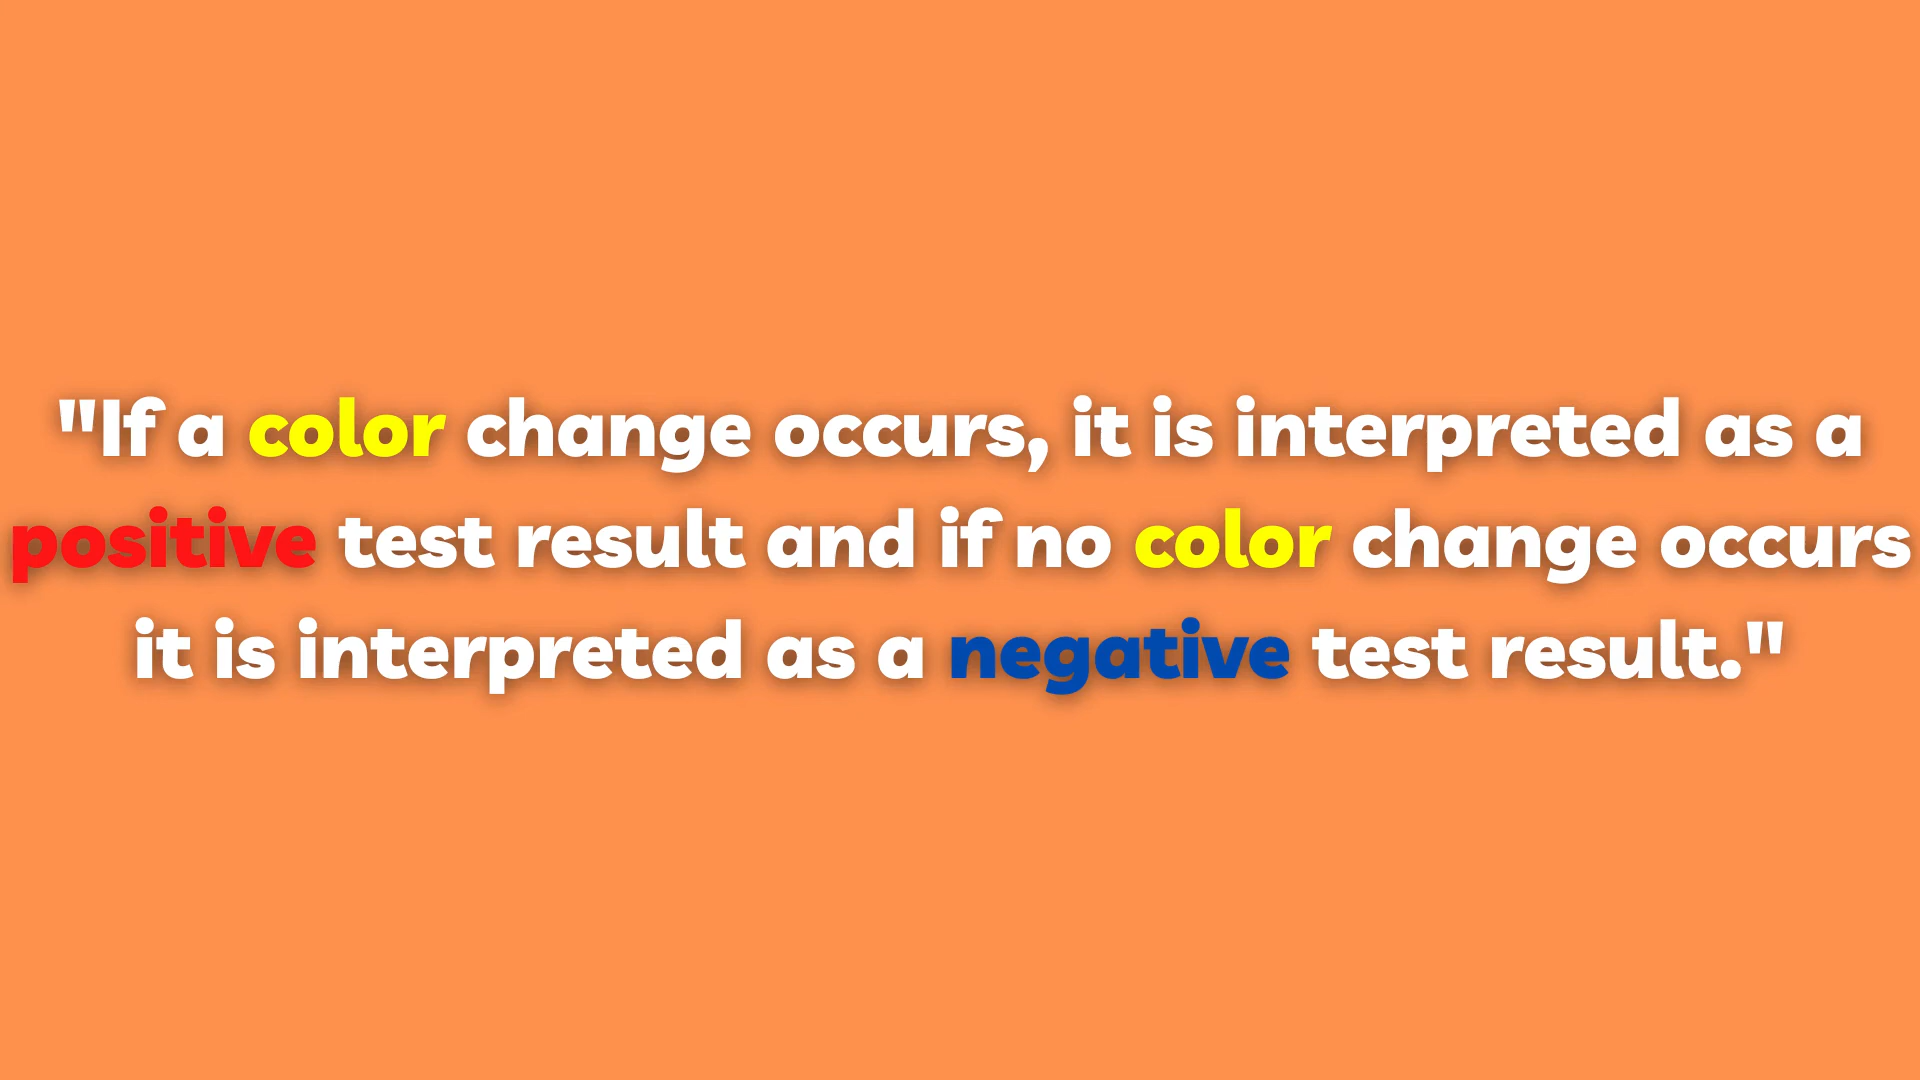 "If a color change occurs, it is interpreted as a
positive test result and if no color change occurs
it is interpreted as a negative test result."